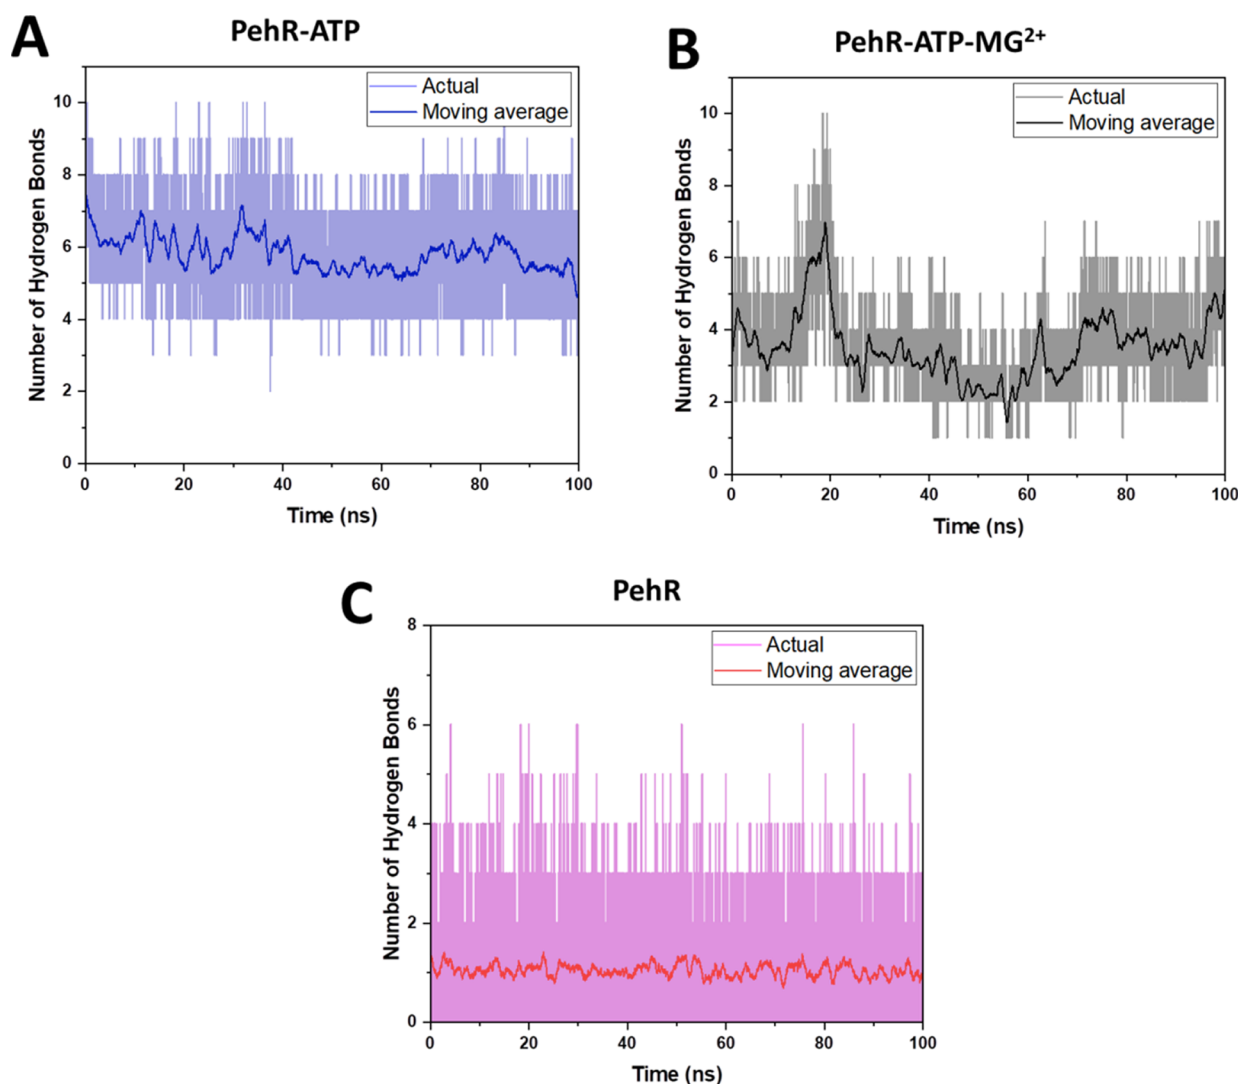 A
PehR-ATP
Actual
Moving average
10
8
6
4
2
0
Number of Hydrogen Bonds
0 20 40 60 80 100
Time (ns)
B
PehR-ATP-MG²⁺
Actual
Moving average
10
8
6
4
2
0
Number of Hydrogen Bonds
0 20 40 60 80 100
Time (ns)
C
PehR
Actual
Moving average
8
6
4
2
0
Number of Hydrogen Bonds
0 20 40 60 80 100
Time (ns)